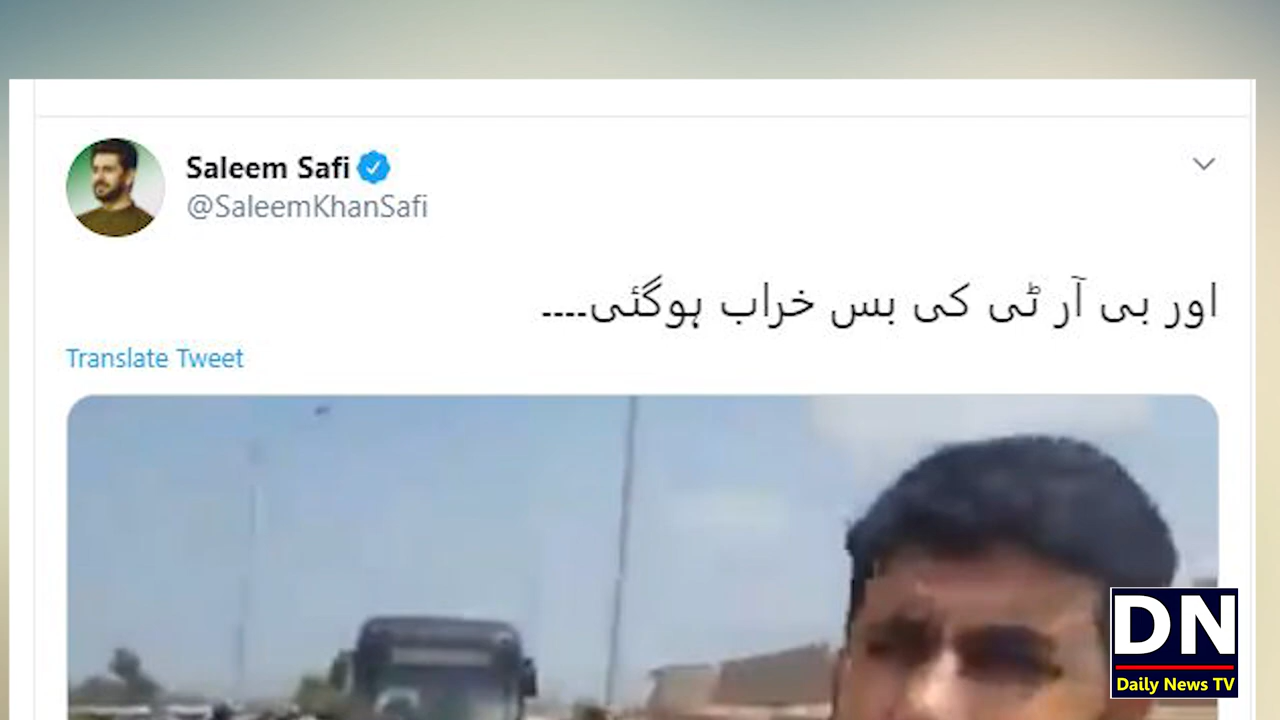 Saleem Safi
@SaleemKhanSafi
اور بی آر ٹی کی بس خراب ہوگئی۔۔۔۔
Translate Tweet
DN
Daily News TV